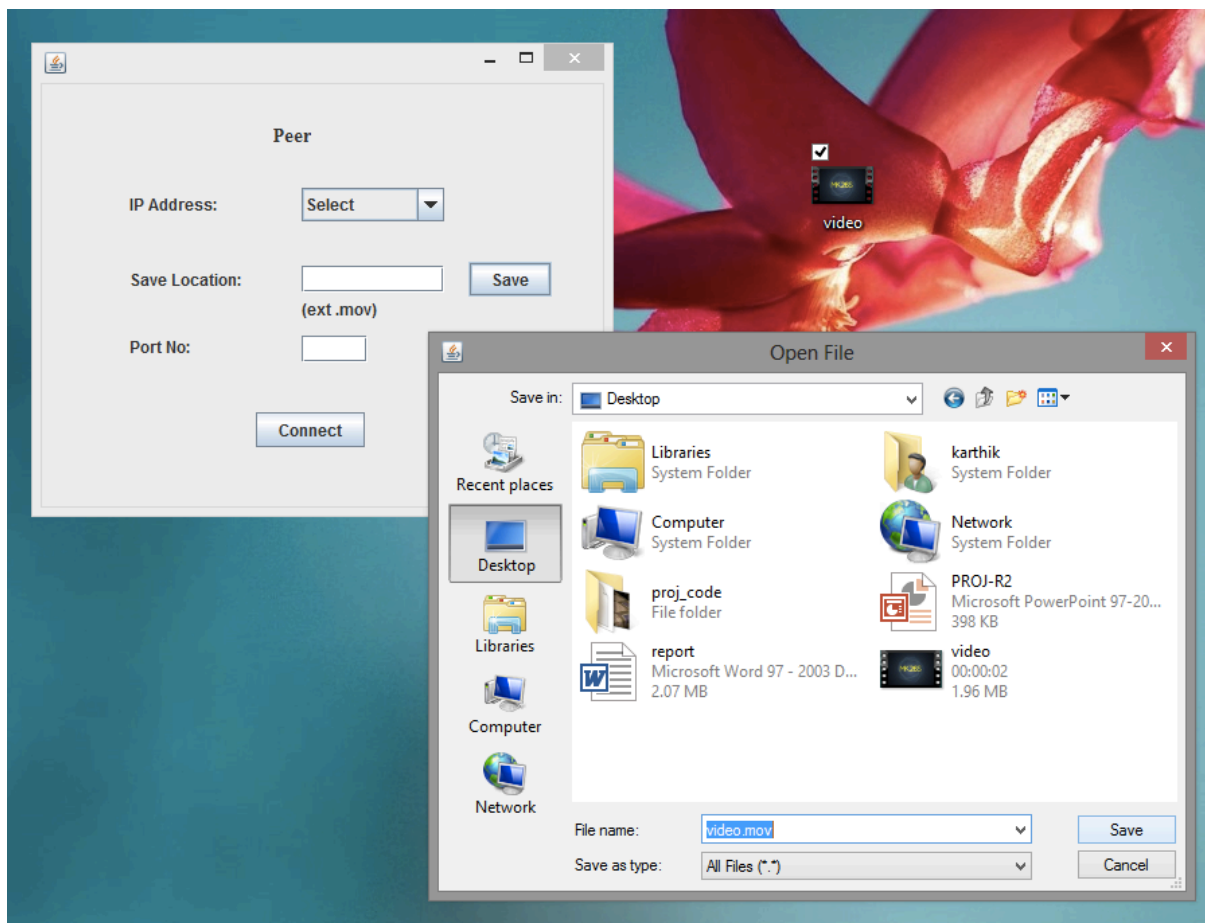 Peer
IP Address:
Select
Save Location:
Save
(ext .mov)
Port No:
Connect
MK26S
video
Open File
Save in:
Desktop
Recent places
Desktop
Libraries
Computer
Network
Libraries
System Folder
karthik
System Folder
Computer
System Folder
Network
System Folder
proj_code
File folder
PROJ-R2
Microsoft PowerPoint 97-20...
398 KB
report
Microsoft Word 97 - 2003 D...
2.07 MB
video
00:00:02
1.96 MB
File name:
video.mov
Save
Save as type:
All Files (*.*)
Cancel